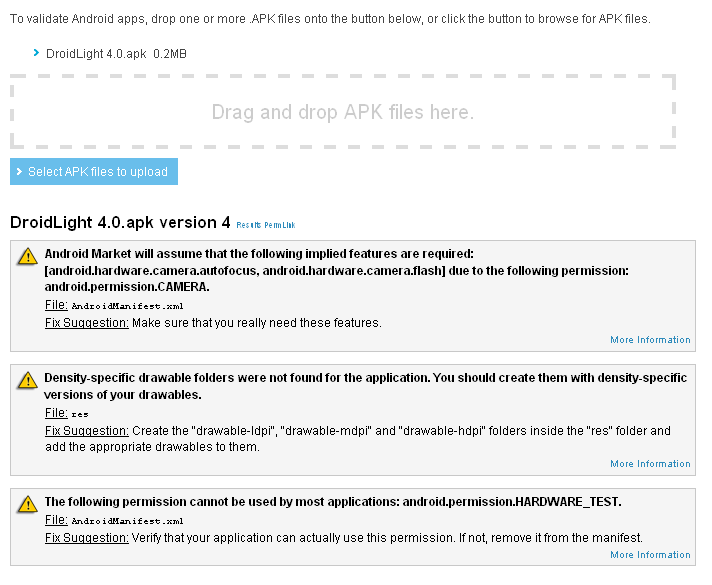 To validate Android apps, drop one or more .APK files onto the button below, or click the button to browse for APK files.
DroidLight 4.0.apk 0.2MB
Drag and drop APK files here.
Select APK files to upload
DroidLight 4.0.apk version 4 Results PermLink
Android Market will assume that the following implied features are required:
[android.hardware.camera.autofocus, android.hardware.camera.flash] due to the following permission:
android.permission.CAMERA.
File: AndroidManifest.xml
Fix Suggestion: Make sure that you really need these features.
More Information
Density-specific drawable folders were not found for the application. You should create them with density-specific
versions of your drawables.
File: res
Fix Suggestion: Create the "drawable-ldpi", "drawable-mdpi" and "drawable-hdpi" folders inside the "res" folder and
add the appropriate drawables to them.
More Information
The following permission cannot be used by most applications: android.permission.HARDWARE_TEST.
File: AndroidManifest.xml
Fix Suggestion: Verify that your application can actually use this permission. If not, remove it from the manifest.
More Information